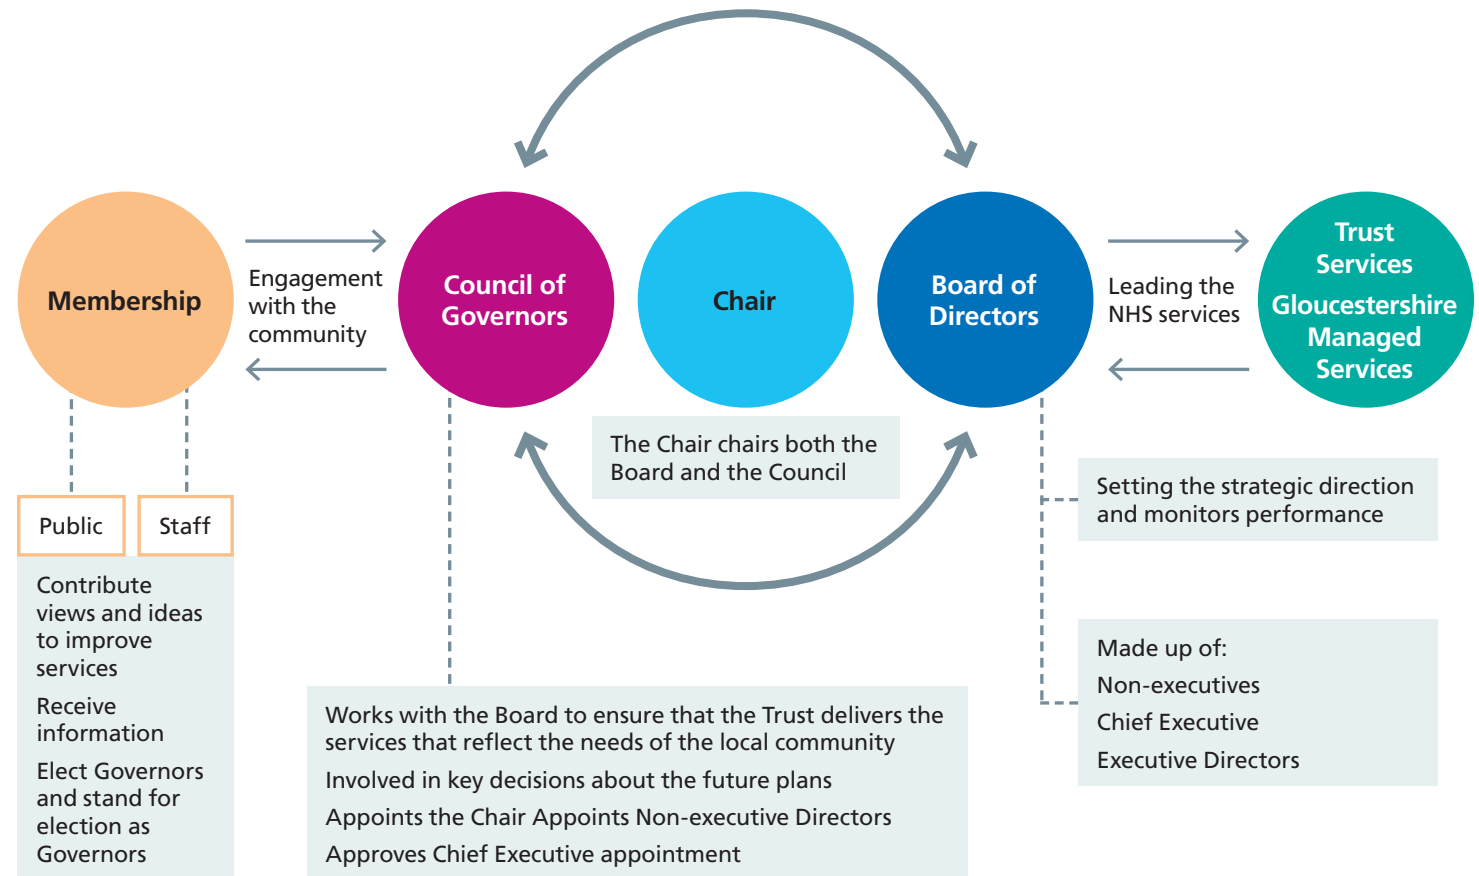 Membership
Engagement
with the
community
Council of
Governors
Chair
Board of
Directors
Leading the
NHS services
Trust
Services
Gloucestershire
Managed
Services
The Chair chairs both the
Board and the Council
Setting the strategic direction
and monitors performance
Public
Staff
Contribute
views and ideas
to improve
services
Receive
information
Elect Governors
and stand for
election as
Governors
Works with the Board to ensure that the Trust delivers the
services that reflect the needs of the local community
Involved in key decisions about the future plans
Appoints the Chair Appoints Non-executive Directors
Approves Chief Executive appointment
Made up of:
Non-executives
Chief Executive
Executive Directors